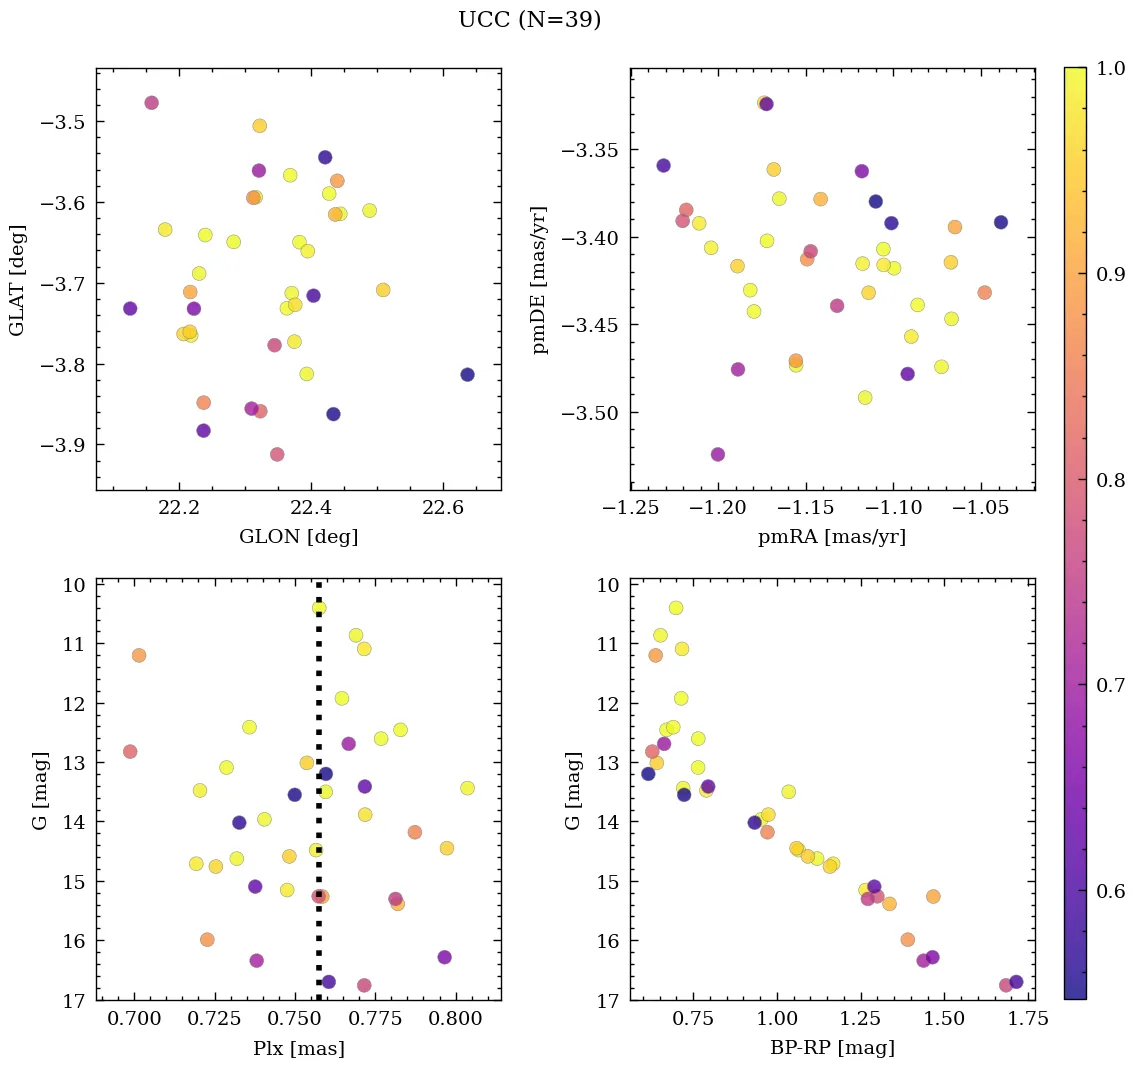 UCC (N=39)
−3.5
−3.6
−3.7
−3.8
−3.9
GLAT [deg]
22.2 22.4 22.6
GLON [deg]
−3.35
−3.40
−3.45
−3.50
pmDE [mas/yr]
−1.25 −1.20 −1.15 −1.10 −1.05
pmRA [mas/yr]
10
11
12
13
14
15
16
17
G [mag]
0.700 0.725 0.750 0.775 0.800
Plx [mas]
10
11
12
13
14
15
16
17
G [mag]
0.75 1.00 1.25 1.50 1.75
BP-RP [mag]
1.0
0.9
0.8
0.7
0.6